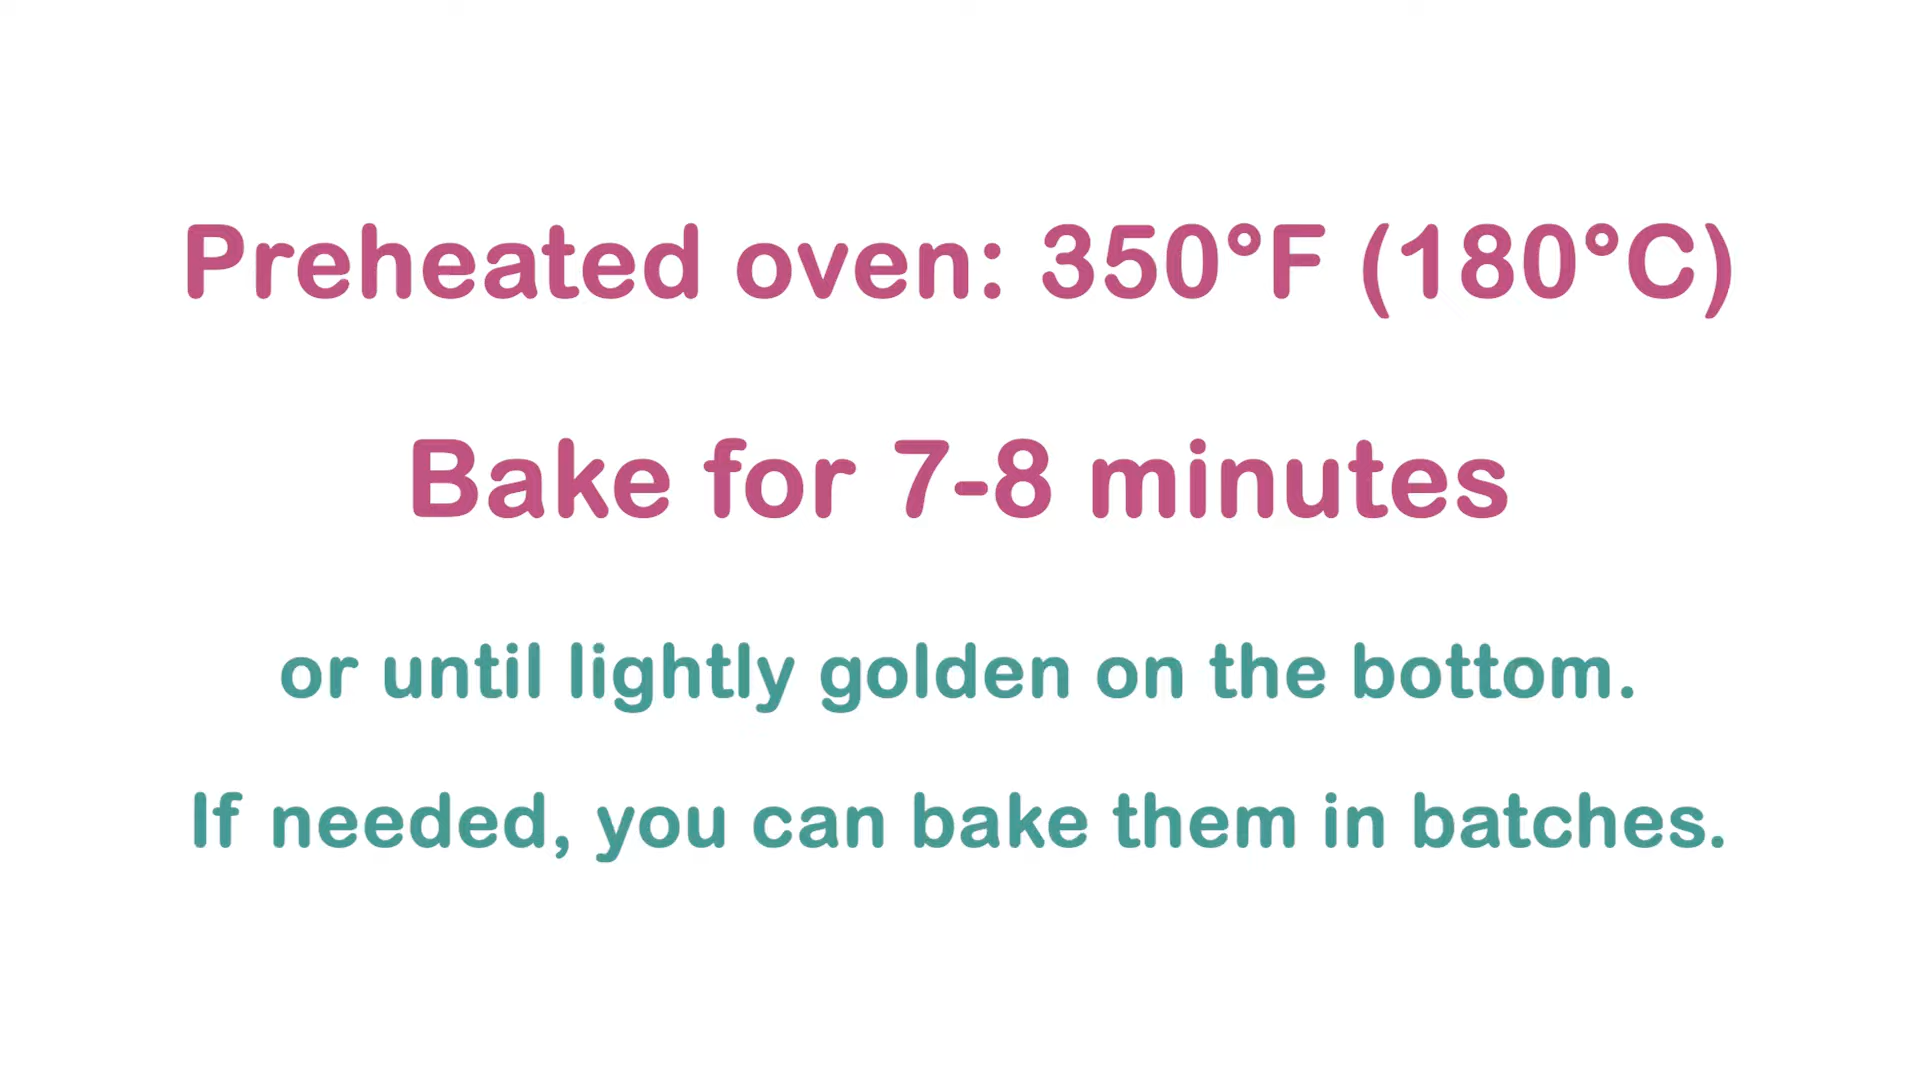 Preheated oven: 350°F (180°C)
Bake for 7-8 minutes
or until lightly golden on the bottom.
If needed, you can bake them in batches.